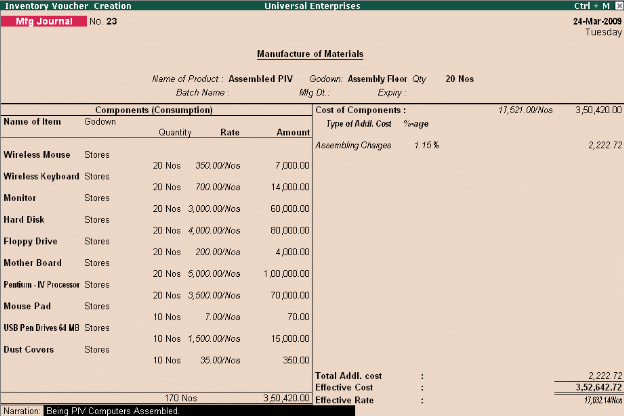 Inventory Voucher Creation Universal Enterprises Ctrl + M
Mfg Journal No. 23 24-Mar-2009
Tuesday
Manufacture of Materials
Name of Product : Assembled PIV Godown: Assembly Floor Qty 20 Nos
Batch Name : Mfg Dt.: Expiry :
Components (Consumption) Cost of Components : 17,521.00/Nos 3,50,420.00
Name of Item Godown Type of Addl. Cost %-age
Quantity Rate Amount
Assembling Charges 1.15 % 2,222.72
Wireless Mouse Stores
20 Nos 350.00/Nos 7,000.00
Wireless Keyboard Stores
20 Nos 700.00/Nos 14,000.00
Monitor Stores
20 Nos 3,000.00/Nos 60,000.00
Hard Disk Stores
20 Nos 4,000.00/Nos 80,000.00
Floppy Drive Stores
20 Nos 200.00/Nos 4,000.00
Mother Board Stores
20 Nos 5,000.00/Nos 1,00,000.00
Pentium - IV Processor Stores
20 Nos 3,500.00/Nos 70,000.00
Mouse Pad Stores
10 Nos 7.00/Nos 70.00
USB Pen Drives 64 MB Stores
10 Nos 1,500.00/Nos 15,000.00
Dust Covers Stores
10 Nos 35.00/Nos 350.00
Total Addl. cost : 2,222.72
Effective Cost : 3,52,642.72
170 Nos 3,50,420.00 Effective Rate : 17,632.14/Nos
Narration: Being PIV Computers Assembled.